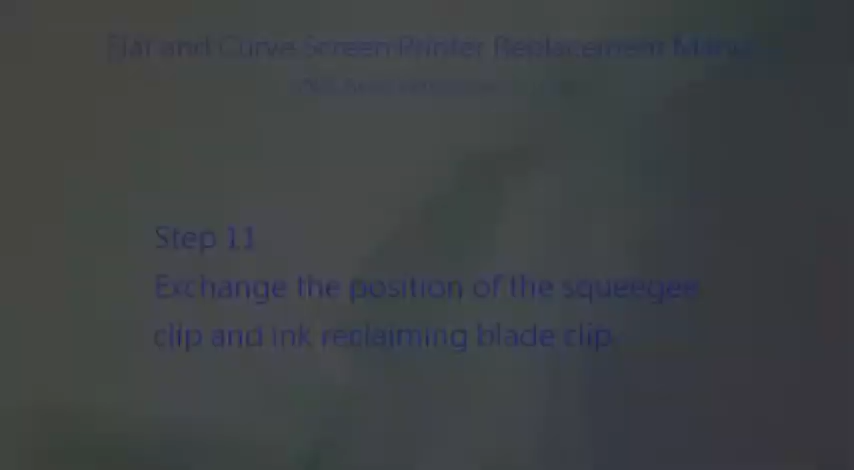 Flat and Curve Screen Printer Replacement
Step 11
Exchange the position of the squeegee
clip and ink reclaiming blade clip